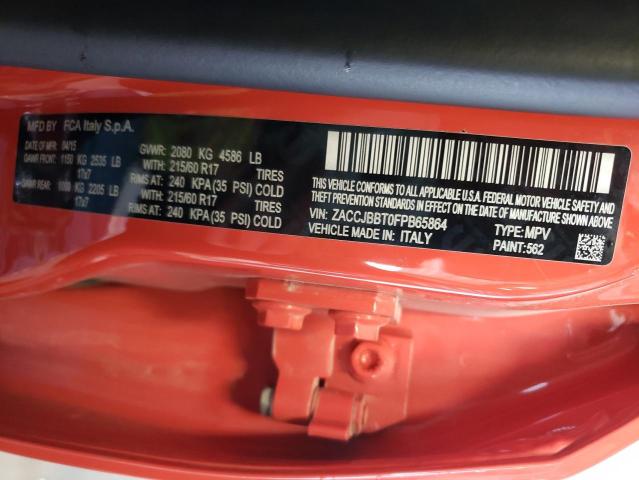 MFD BY FCA Italy S.p.A.
DATE OF MFD: 04/15 GVWR: 2080 KG 4586 LB
GAWR FRONT: 1150 KG 2535 LB WITH: 215/60 R17 TIRES
17x7 RIMS AT: 240 KPA (35 PSI) COLD
GAWR REAR: 1000 KG 2205 LB WITH: 215/60 R17 TIRES
17x7 RIMS AT: 240 KPA (35 PSI) COLD
THIS VEHICLE CONFORMS TO ALL APPLICABLE U.S.A. FEDERAL MOTOR VEHICLE SAFETY AND
THEFT PREVENTION STANDARDS IN EFFECT ON THE DATE OF MANUFACTURE SHOWN ABOVE
VIN: ZACCJBBT0FPB65864 TYPE: MPV
VEHICLE MADE IN: ITALY PAINT: 562